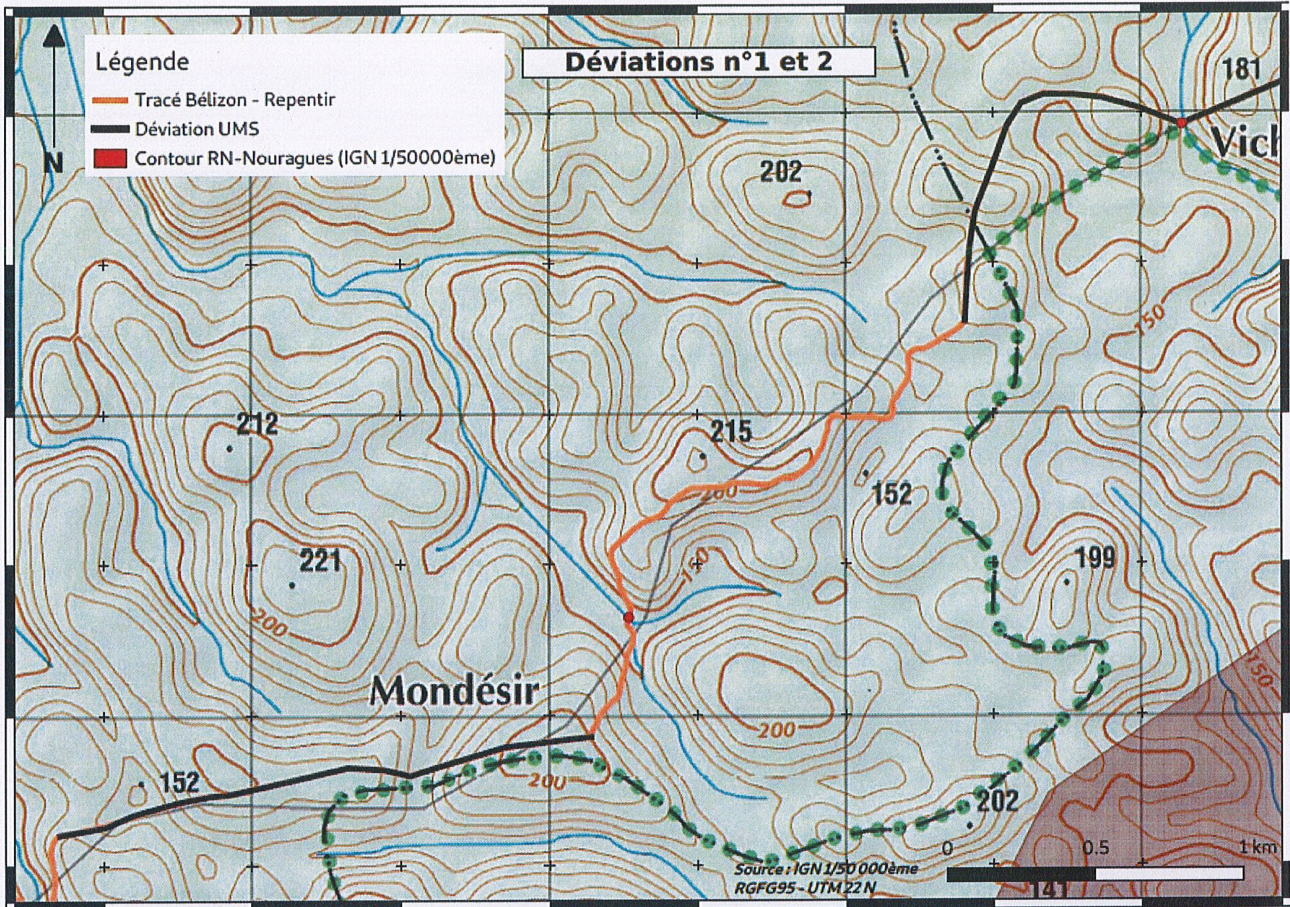 Déviations n°1 et 2
Légende
Tracé Bélizon - Repentir
Déviation UMS
Contour RN-Nouragues (IGN 1/50000ème)
N
181
Vich
202
150
212
215
200
152
221
150
199
200
Mondésir
150
200
152
200
202
0 0.5 1 km
Source : IGN 1/50 000ème
RGFG95 - UTM 22 N
141